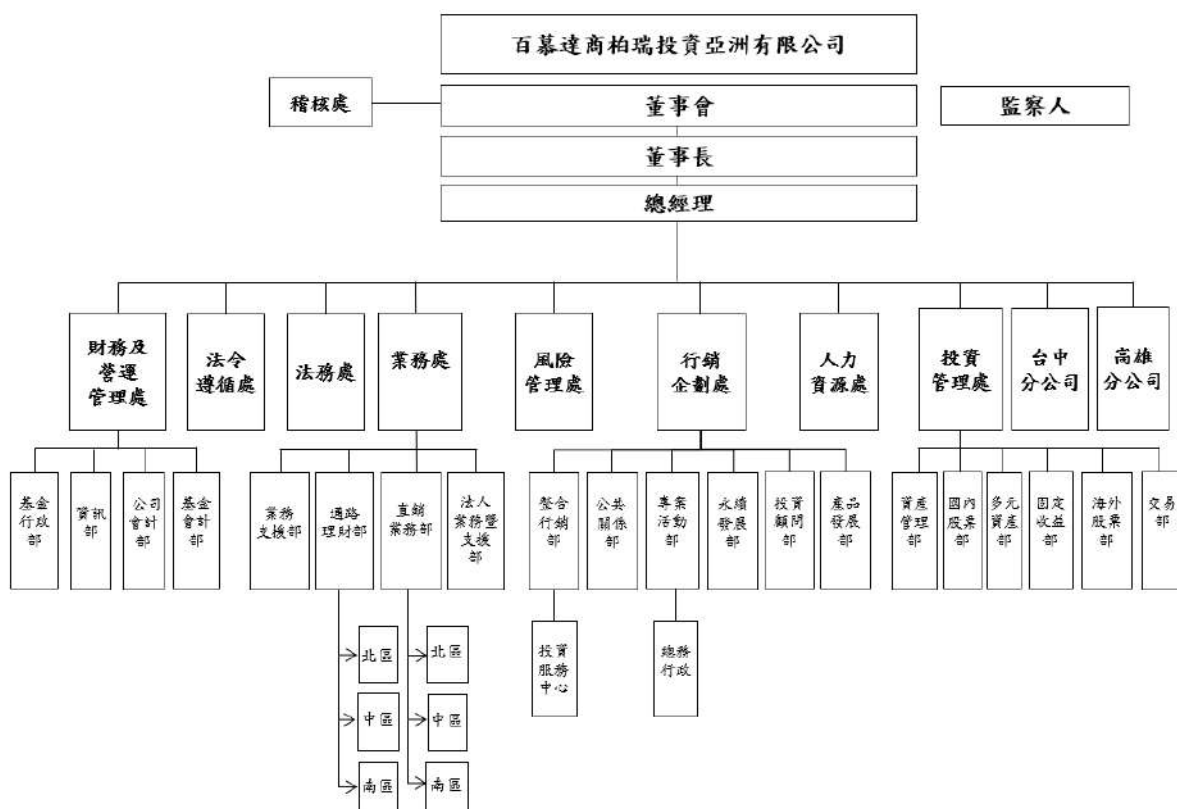 百慕達商柏瑞投資亞洲有限公司
稽核處
董事會
監察人
董事長
總經理
財務及
營運
管理處
法令
遵循處
法務處
業務處
風險
管理處
行銷
企劃處
人力
資源處
投資
管理處
台中
分公司
高雄
分公司
基金
行政
部
資訊
部
公司
會計
部
基金
會計
部
業務
支援部
通路
理財部
直銷
業務部
法人
業務暨
支援
部
整合
行銷
部
公共
關係
部
專案
活動
部
永續
發展
部
投資
顧問
部
產品
發展
部
資產
管理
部
國內
股票
部
多元
資產
部
固定
收益
部
海外
股票
部
交易
部
北區
北區
投資
服務
中心
總務
行政
中區
中區
南區
南區